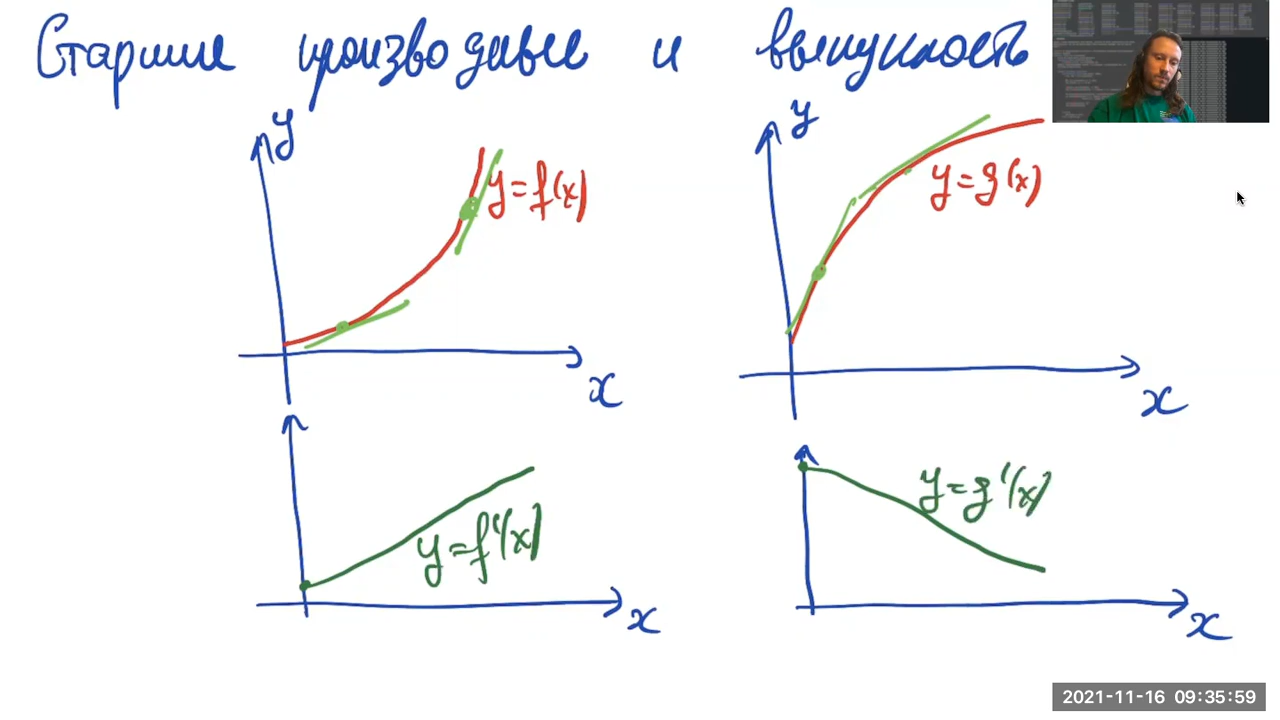 Старшие производные и выпуклость
y
y=f(x)
x
y
y=g(x)
x
y=f'(x)
x
y=g'(x)
x
2021-11-16 09:35:59